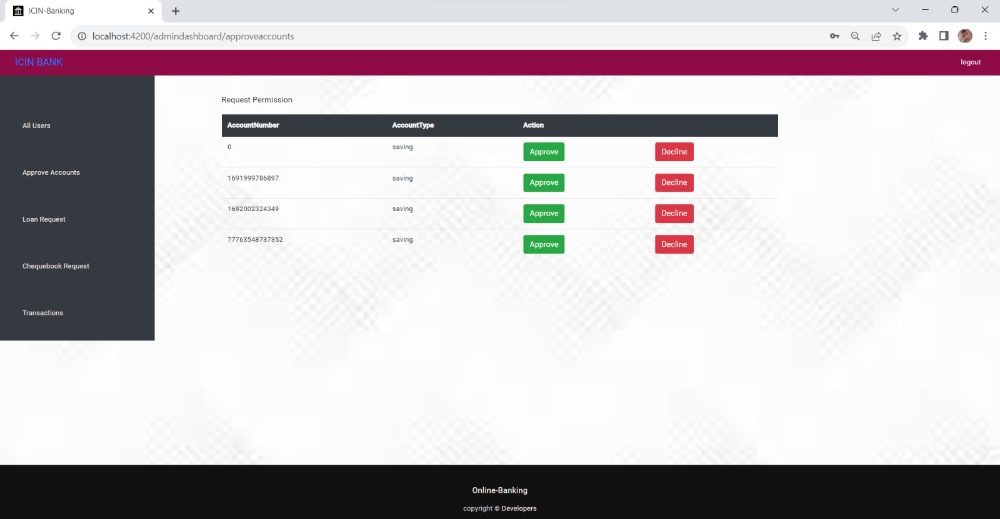 ICIN-Banking
localhost:4200/admindashboard/approveaccounts
ICIN BANK
logout
All Users
Approve Accounts
Loan Request
Chequebook Request
Transactions
Request Permission
AccountNumber AccountType Action
0 saving Approve Decline
1691999786897 saving Approve Decline
1692002324349 saving Approve Decline
77763548737352 saving Approve Decline
Online-Banking
copyright © Developers